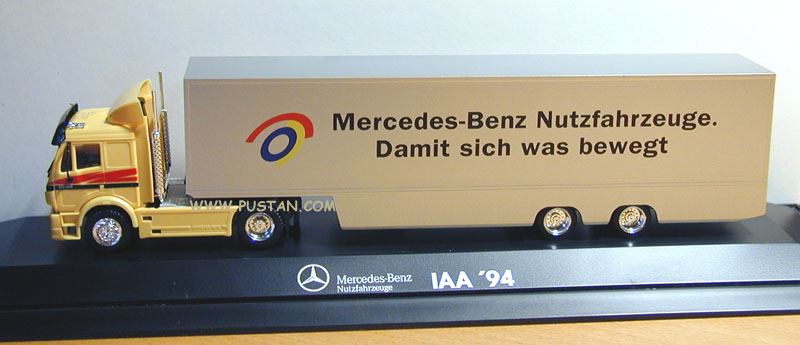 Mercedes-Benz Nutzfahrzeuge.
Damit sich was bewegt
WWW.PUSTAN.COM
Mercedes-Benz
Nutzfahrzeuge
IAA ´94